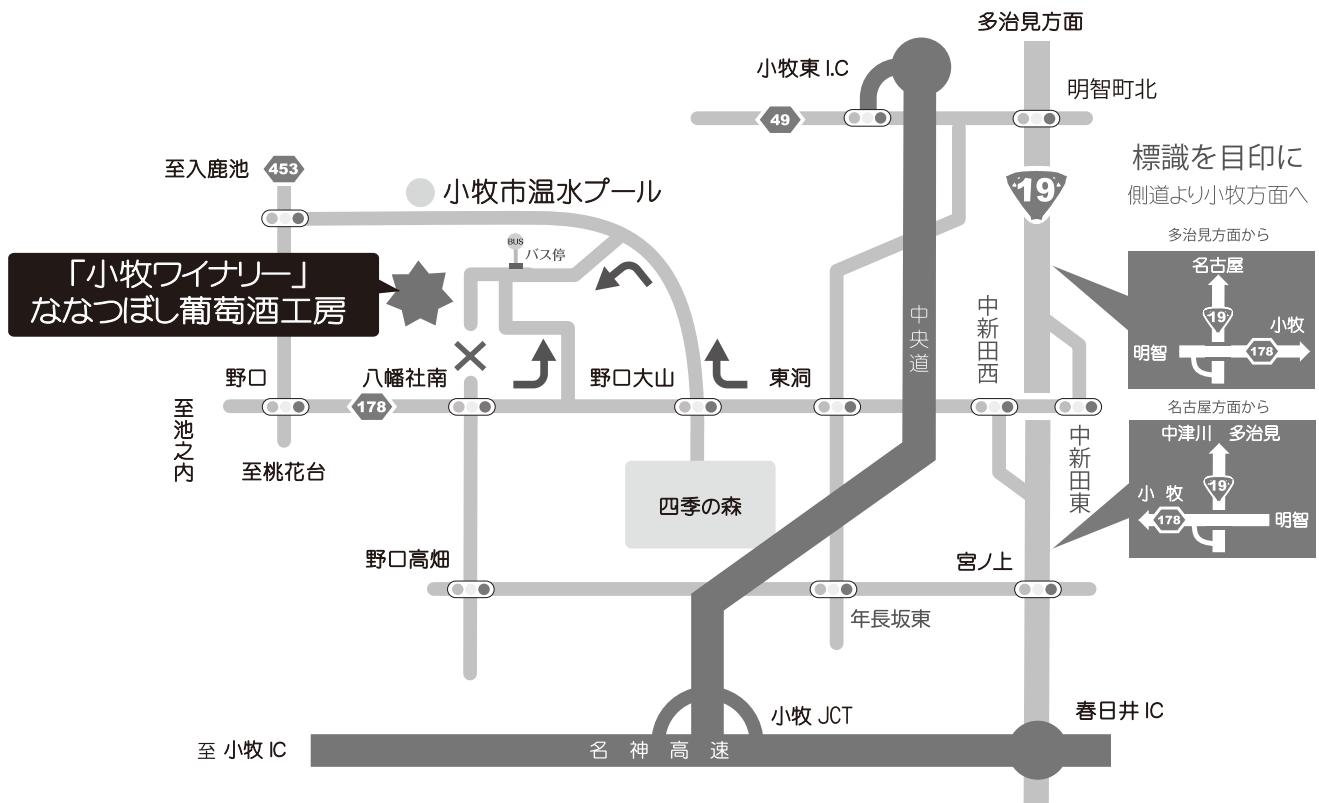 多治見方面
小牧東 I.C
明智町北
49
標識を目印に
側道より小牧方面へ
至入鹿池
453
小牧市温水プール
19
BUS
バス停
多治見方面から
名古屋
19
小牧
明智
178
「小牧ワイナリー」
ななつぼし葡萄酒工房
中央道
中新田西
野口
八幡社南
野口大山
東洞
178
至池之内
至桃花台
中新田東
名古屋方面から
中津川 多治見
19
小 牧
178
明智
四季の森
野口高畑
宮ノ上
年長坂東
小牧 JCT
春日井 IC
至 小牧 IC
名神高速